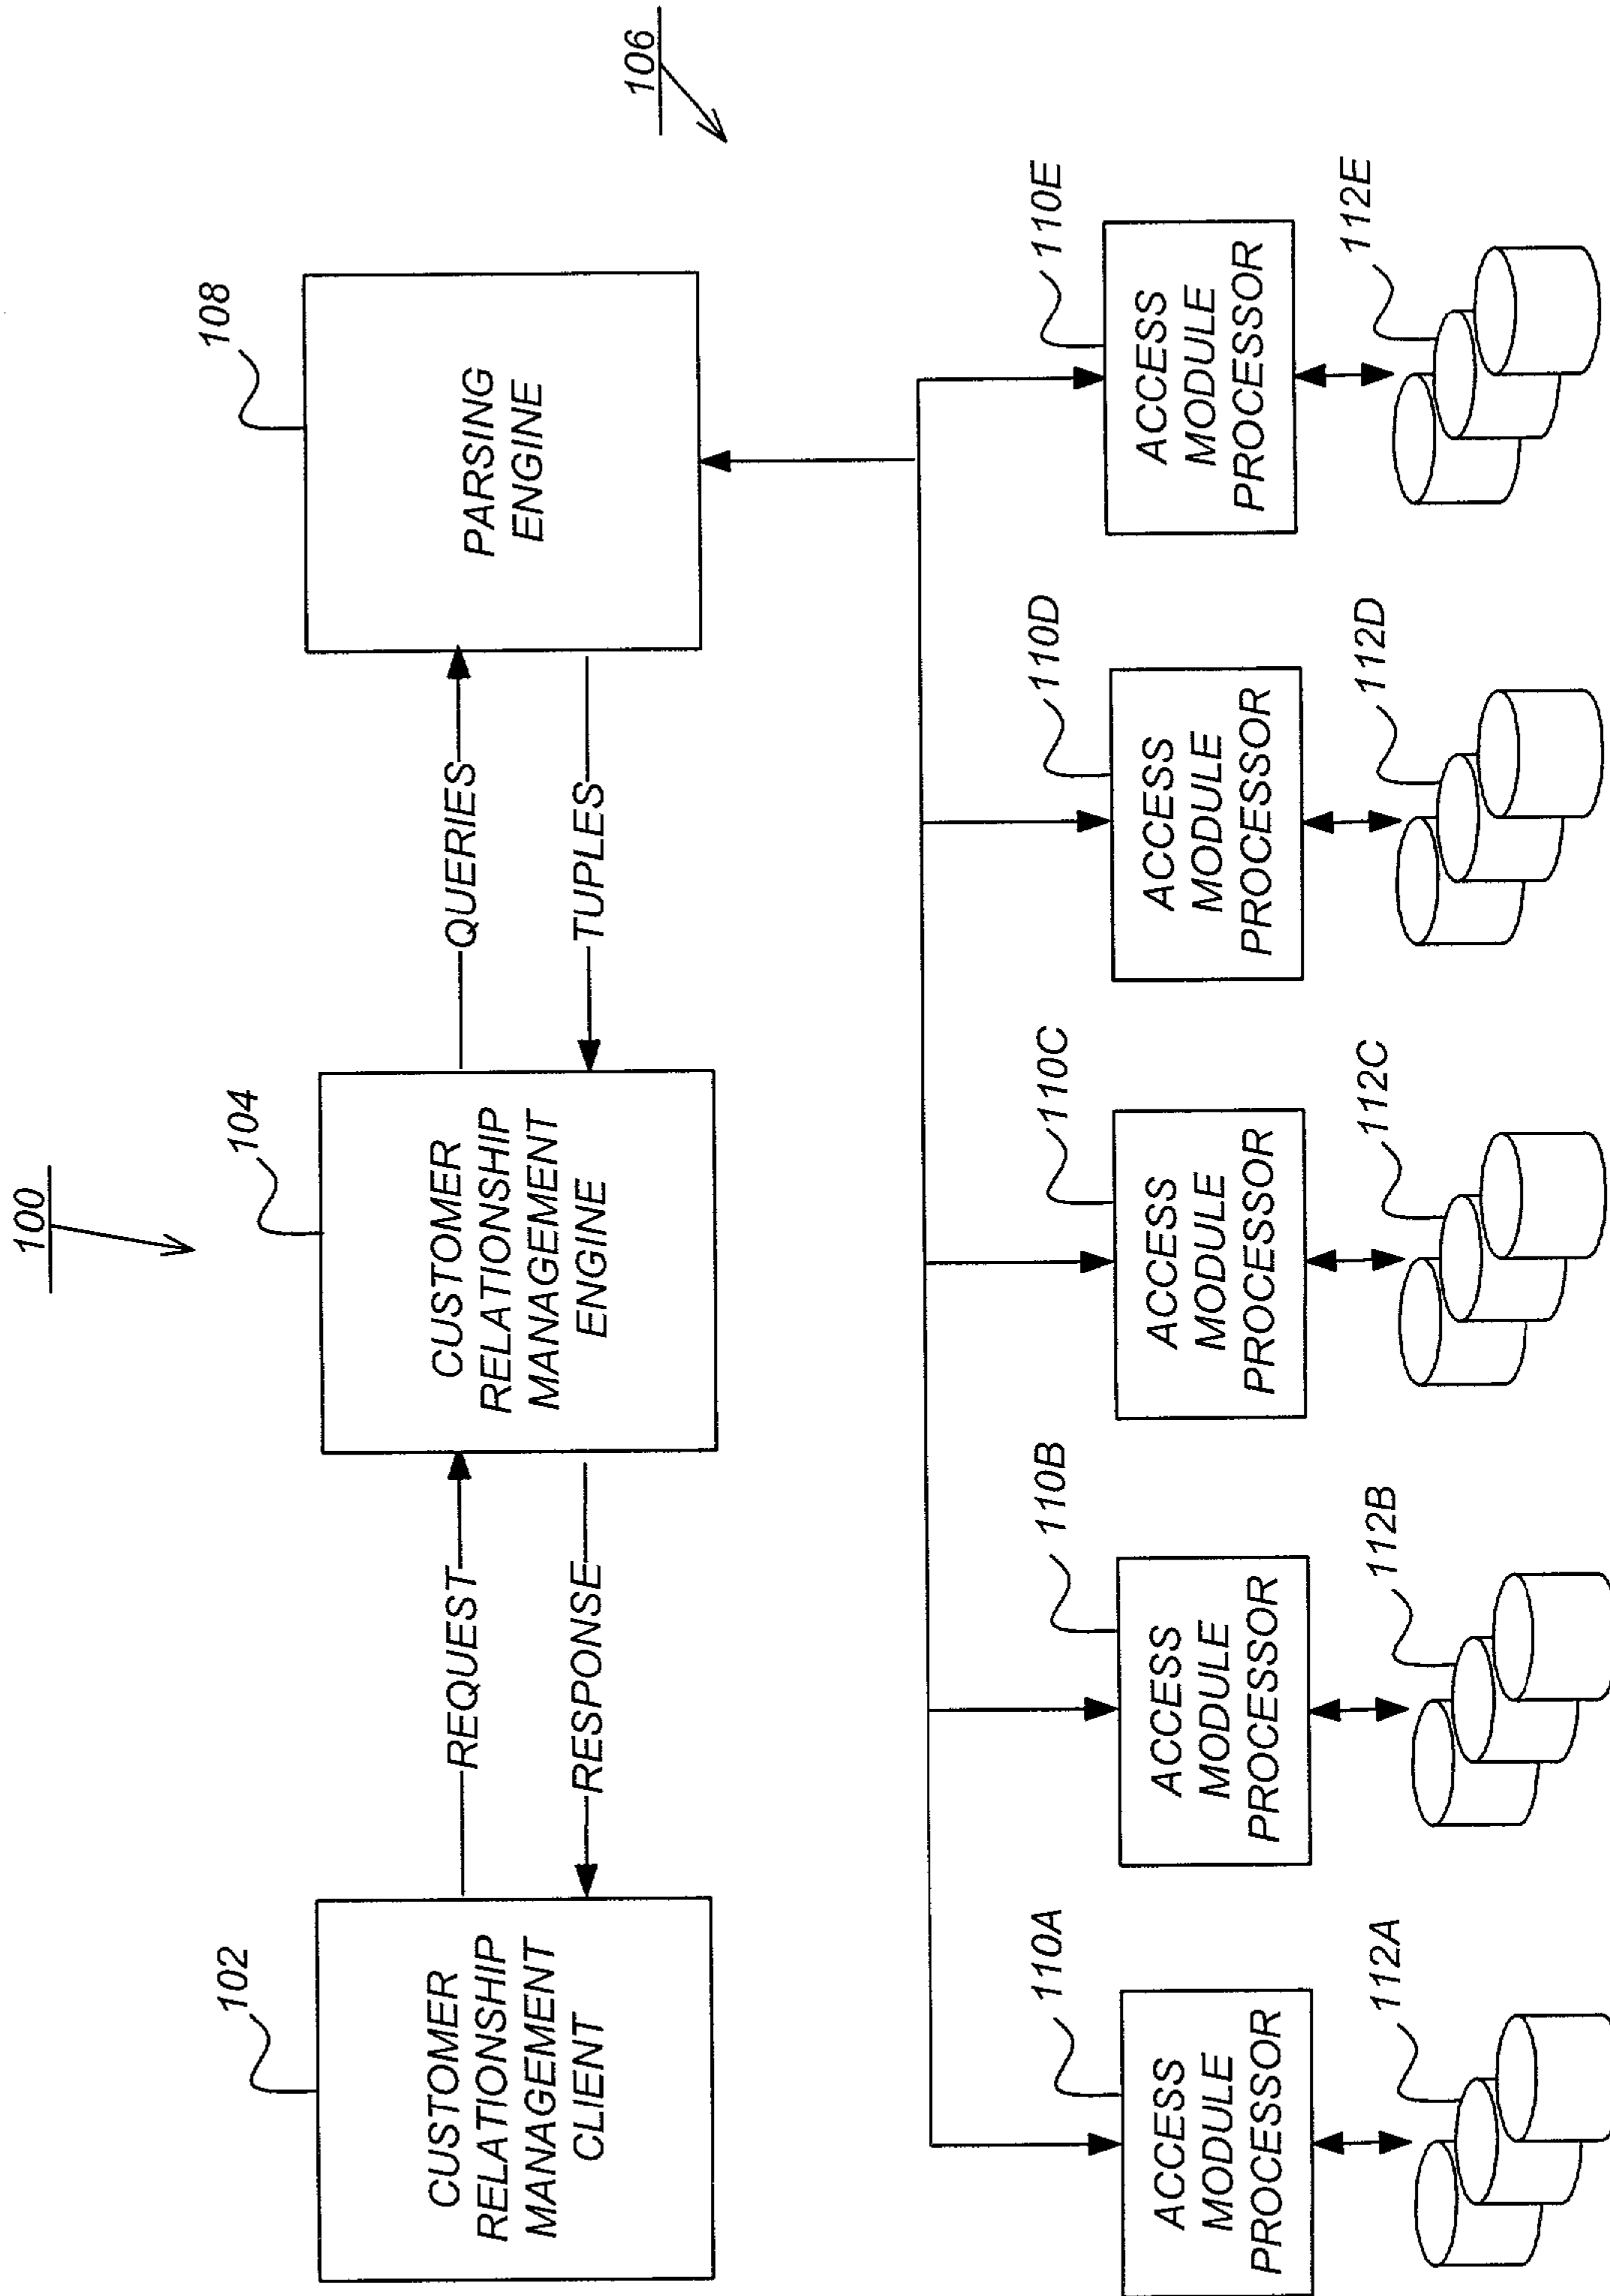 100
102
CUSTOMER
RELATIONSHIP
MANAGEMENT
CLIENT
REQUEST
RESPONSE
104
CUSTOMER
RELATIONSHIP
MANAGEMENT
ENGINE
QUERIES
TUPLES
108
PARSING
ENGINE
106
110A
ACCESS
MODULE
PROCESSOR
112A
110B
ACCESS
MODULE
PROCESSOR
112B
110C
ACCESS
MODULE
PROCESSOR
112C
110D
ACCESS
MODULE
PROCESSOR
112D
110E
ACCESS
MODULE
PROCESSOR
112E